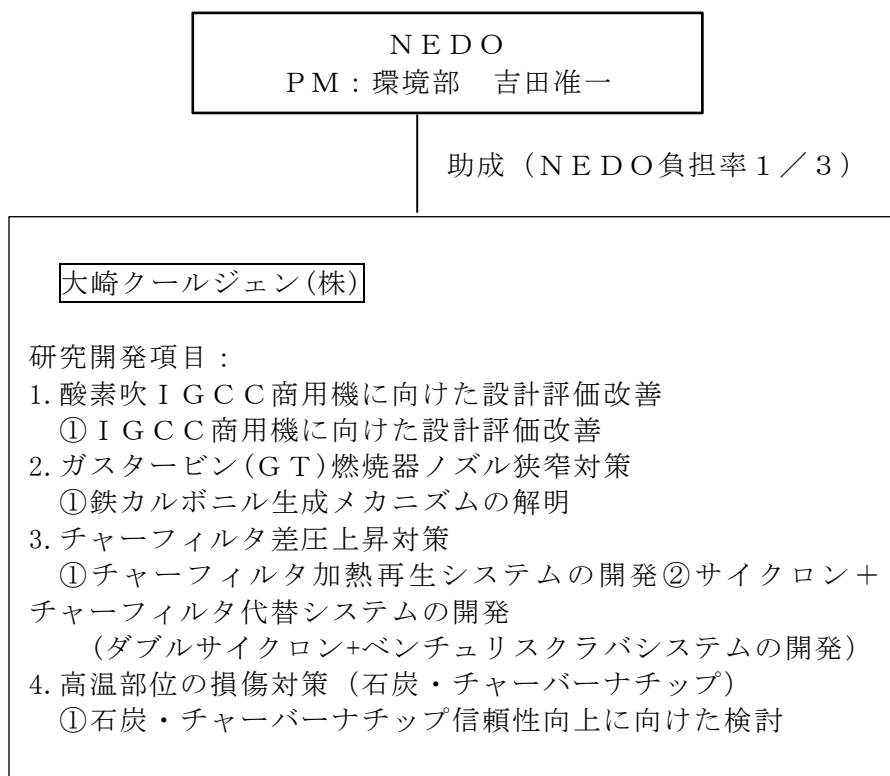 ＮＥＤＯ
ＰＭ：環境部　吉田准一
助成（ＮＥＤＯ負担率１／３）
大崎クールジェン(株)
研究開発項目：
1.酸素吹ＩＧＣＣ商用機に向けた設計評価改善
①ＩＧＣＣ商用機に向けた設計評価改善
2.ガスタービン(ＧＴ)燃焼器ノズル狭窄対策
①鉄カルボニル生成メカニズムの解明
3.チャーフィルタ差圧上昇対策
①チャーフィルタ加熱再生システムの開発②サイクロン＋
チャーフィルタ代替システムの開発
(ダブルサイクロン+ベンチュリスクラバシステムの開発）
4.高温部位の損傷対策（石炭・チャーバーナチップ）
①石炭・チャーバーナチップ信頼性向上に向けた検討